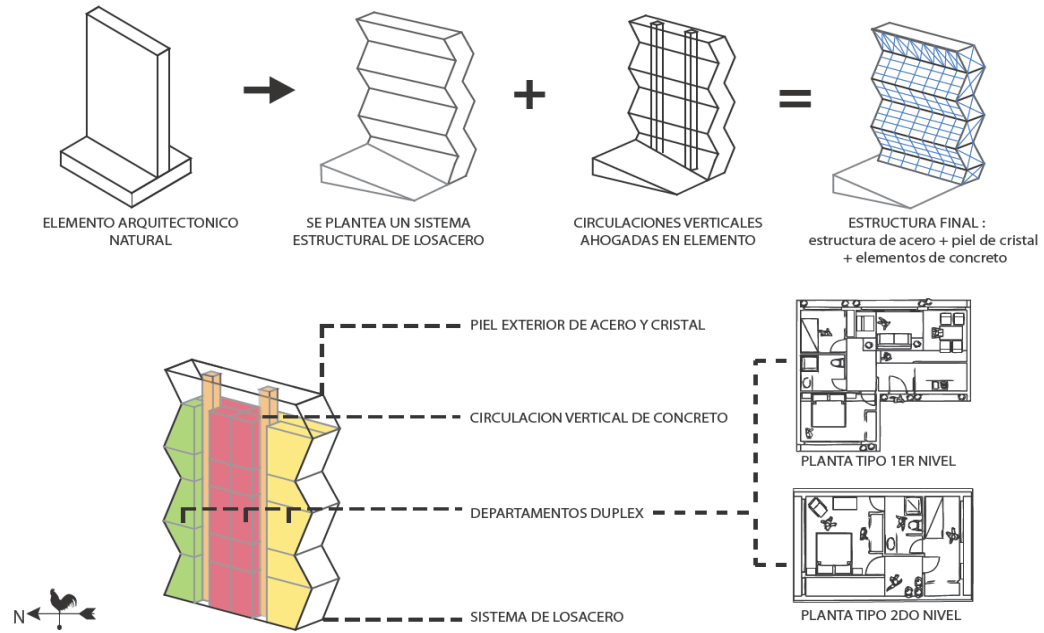 ELEMENTO ARQUITECTONICO
NATURAL
SE PLANTEA UN SISTEMA
ESTRUCTURAL DE LOSACERO
CIRCULACIONES VERTICALES
AHOGADAS EN ELEMENTO
ESTRUCTURA FINAL :
estructura de acero + piel de cristal
+ elementos de concreto
PIEL EXTERIOR DE ACERO Y CRISTAL
CIRCULACION VERTICAL DE CONCRETO
DEPARTAMENTOS DUPLEX
SISTEMA DE LOSACERO
PLANTA TIPO 1ER NIVEL
PLANTA TIPO 2DO NIVEL
N